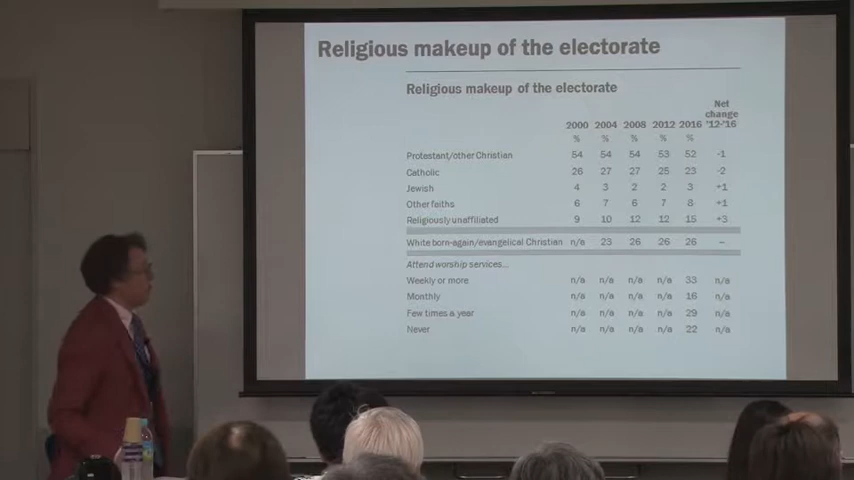 Religious makeup of the electorate
Religious makeup of the electorate
Net
change
2000 2004 2008 2012 2016 '12-'16
% % % % %
Protestant/other Christian 54 54 54 53 52 -1
Catholic 26 27 27 25 23 -2
Jewish 4 3 2 2 3 +1
Other faiths 6 7 6 7 8 +1
Religiously unaffiliated 9 10 12 12 15 +3
White born-again/evangelical Christian n/a 23 26 26 26 –
Attend worship services...
Weekly or more n/a n/a n/a n/a 33 n/a
Monthly n/a n/a n/a n/a 16 n/a
Few times a year n/a n/a n/a n/a 29 n/a
Never n/a n/a n/a n/a 22 n/a